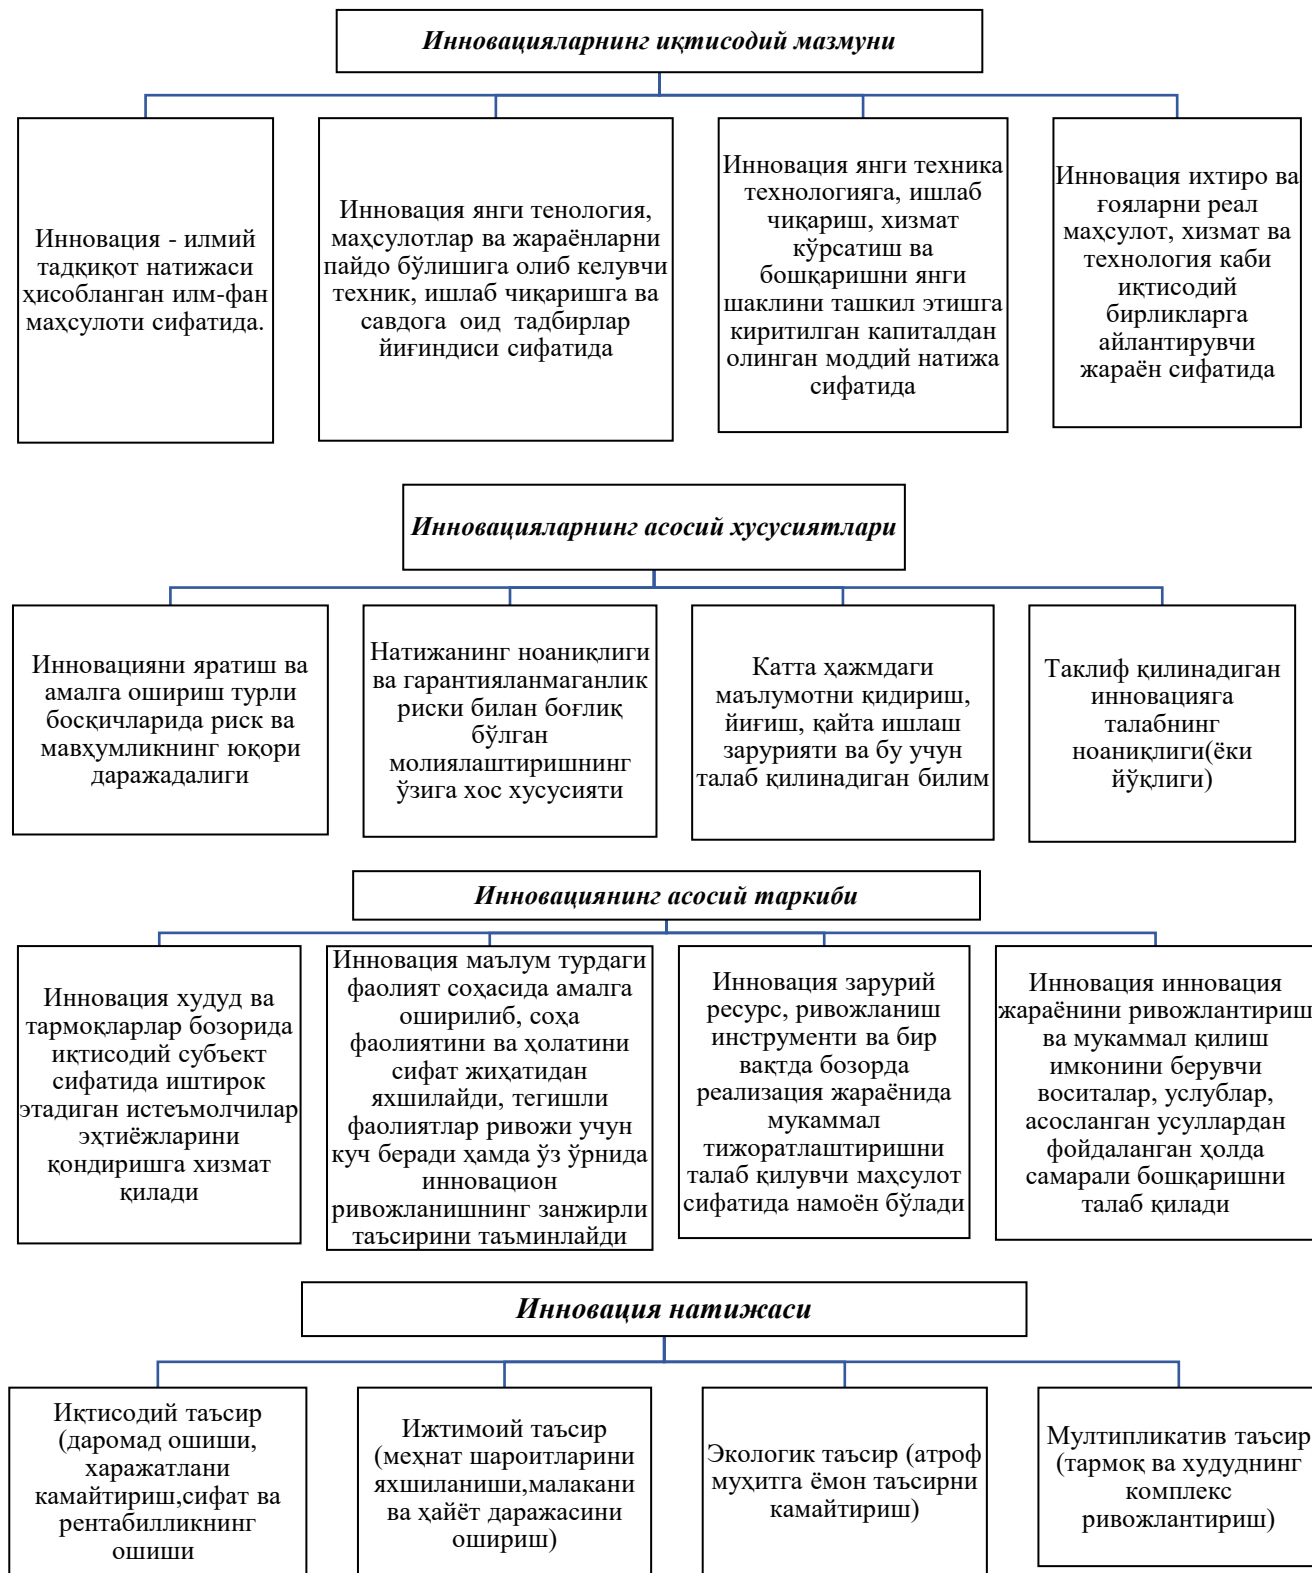 Инновацияларнинг иқтисодий мазмуни
Инновация - илмий
тадқиқот натижаси
ҳисобланган илм-фан
маҳсулоти сифатида.
Инновация янги тенология,
маҳсулотлар ва жараёнларни
пайдо бўлишига олиб келувчи
техник, ишлаб чиқаришга ва
савдога оид тадбирлар
йиғиндиси сифатида
Инновация янги техника
технологияга, ишлаб
чиқариш, хизмат
кўрсатиш ва
бошқаришни янги
шаклини ташкил этишга
киритилган капиталдан
олинган моддий натижа
сифатида
Инновация ихтиро ва
ғояларни реал
маҳсулот, хизмат ва
технология каби
иқтисодий
бирликларга
айлантирувчи
жараён сифатида
Инновацияларнинг асосий хусусиятлари
Инновацияни яратиш ва
амалга ошириш турли
босқичларида риск ва
мавҳумликнинг юқори
даражадалиги
Натижанинг ноаниқлиги
ва гарантияланмаганлик
риски билан боғлиқ
бўлган
молиялаштиришнинг
ўзига хос хусусияти
Катта ҳажмдаги
маълумотни қидириш,
йиғиш, қайта ишлаш
зарурияти ва бу учун
талаб қилинадиган билим
Таклиф қилинадиган
инновацияга
талабнинг
ноаниқлиги(ёки
йўқлиги)
Инновациянинг асосий таркиби
Инновация худуд ва
тармоқларлар бозорида
иқтисодий субъект
сифатида иштирок
этадиган истеъмолчилар
эҳтиёжларини
қондиришга хизмат
қилади
Инновация маълум турдаги
фаолият соҳасида амалга
оширилиб, соҳа
фаолиятини ва ҳолатини
сифат жиҳатидан
яхшилайди, тегишли
фаолиятлар ривожи учун
куч беради ҳамда ўз ўрнида
инновацион
ривожланишнинг занжирли
таъсирини таъминлайди
Инновация зарурий
ресурс, ривожланиш
инструменти ва бир
вақтда бозорда
реализация жараёнида
мукаммал
тижоратлаштиришни
талаб қилувчи маҳсулот
сифатида намоён бўлади
Инновация инновация
жараёнини ривожлантириш
ва мукаммал қилиш
имконини берувчи
воситалар, услублар,
асосланган усуллардан
фойдаланган ҳолда
самарали бошқаришни
талаб қилади
Инновация натижаси
Иқтисодий таъсир
(даромад ошиши,
харажатлани
камайтириш,сифат ва
рентабилликнинг
ошиши
Ижтимоий таъсир
(меҳнат шароитларини
яхшиланиши,малакани
ва ҳайёт даражасини
ошириш)
Экологик таъсир (атроф
муҳитга ёмон таъсирни
камайтириш)
Мултипликатив таъсир
(тармоқ ва худуднинг
комплекс
ривожлантириш)